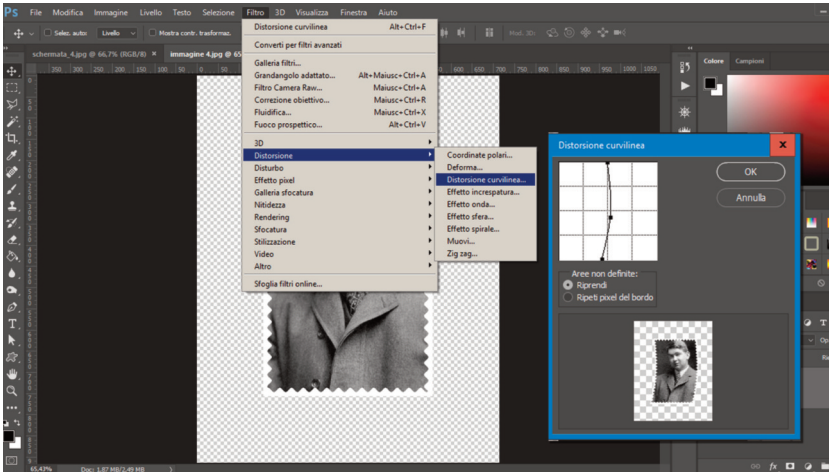 Ps File Modifica Immagine Livello Testo Selezione Filtro 3D Visualizza Finestra Aiuto
Selez. autom: Livello Mostra contr. trasformaz. Mod. 3D:
schermata_4.jpg @ 66,7% (RGB/8) × immagine 4.jpg @ 65
Distorsione curvilinea Alt+Ctrl+F
Converti per filtri avanzati
Galleria filtri...
Grandangolo adattato... Alt+Maiusc+Ctrl+A
Filtro Camera Raw... Maiusc+Ctrl+A
Correzione obiettivo... Maiusc+Ctrl+R
Fluidifica... Maiusc+Ctrl+X
Fuoco prospettico... Alt+Ctrl+V
3D
Distorsione
Disturbo
Effetto pixel
Galleria sfocatura
Nitidezza
Rendering
Sfocatura
Stilizzazione
Video
Altro
Sfoglia filtri online...
Coordinate polari...
Deforma...
Distorsione curvilinea...
Effetto increspatura...
Effetto onda...
Effetto sfera...
Effetto spirale...
Muovi...
Zig zag...
Colore Campioni
Distorsione curvilinea x
OK
Annulla
Aree non definite:
Riprendi
Ripeti pixel del bordo
65,43% Doc: 1,87 MB/2,49 MB